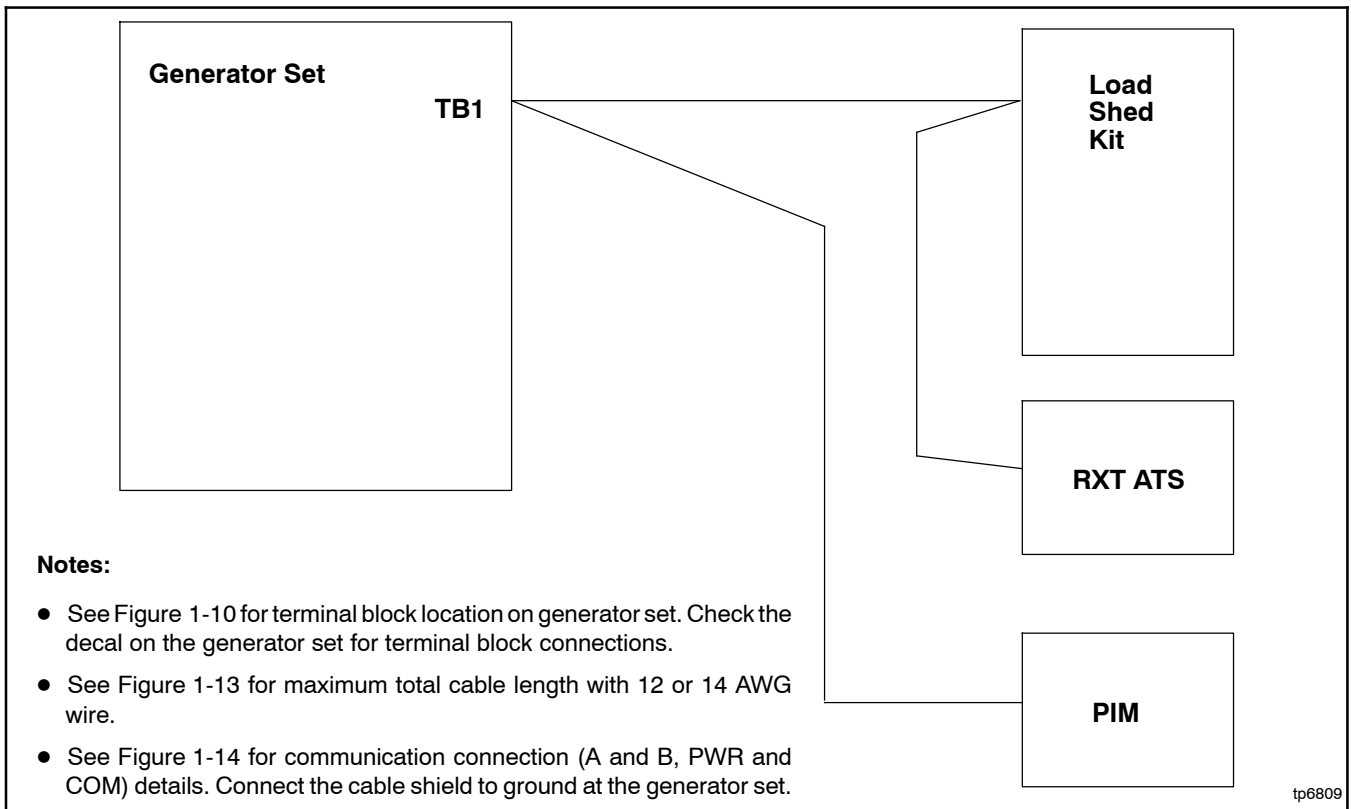 Generator Set
TB1
Load
Shed
Kit
RXT ATS
PIM
Notes:
● See Figure 1-10 for terminal block location on generator set. Check the
decal on the generator set for terminal block connections.
● See Figure 1-13 for maximum total cable length with 12 or 14 AWG
wire.
● See Figure 1-14 for communication connection (A and B, PWR and
COM) details. Connect the cable shield to ground at the generator set.
tp6809